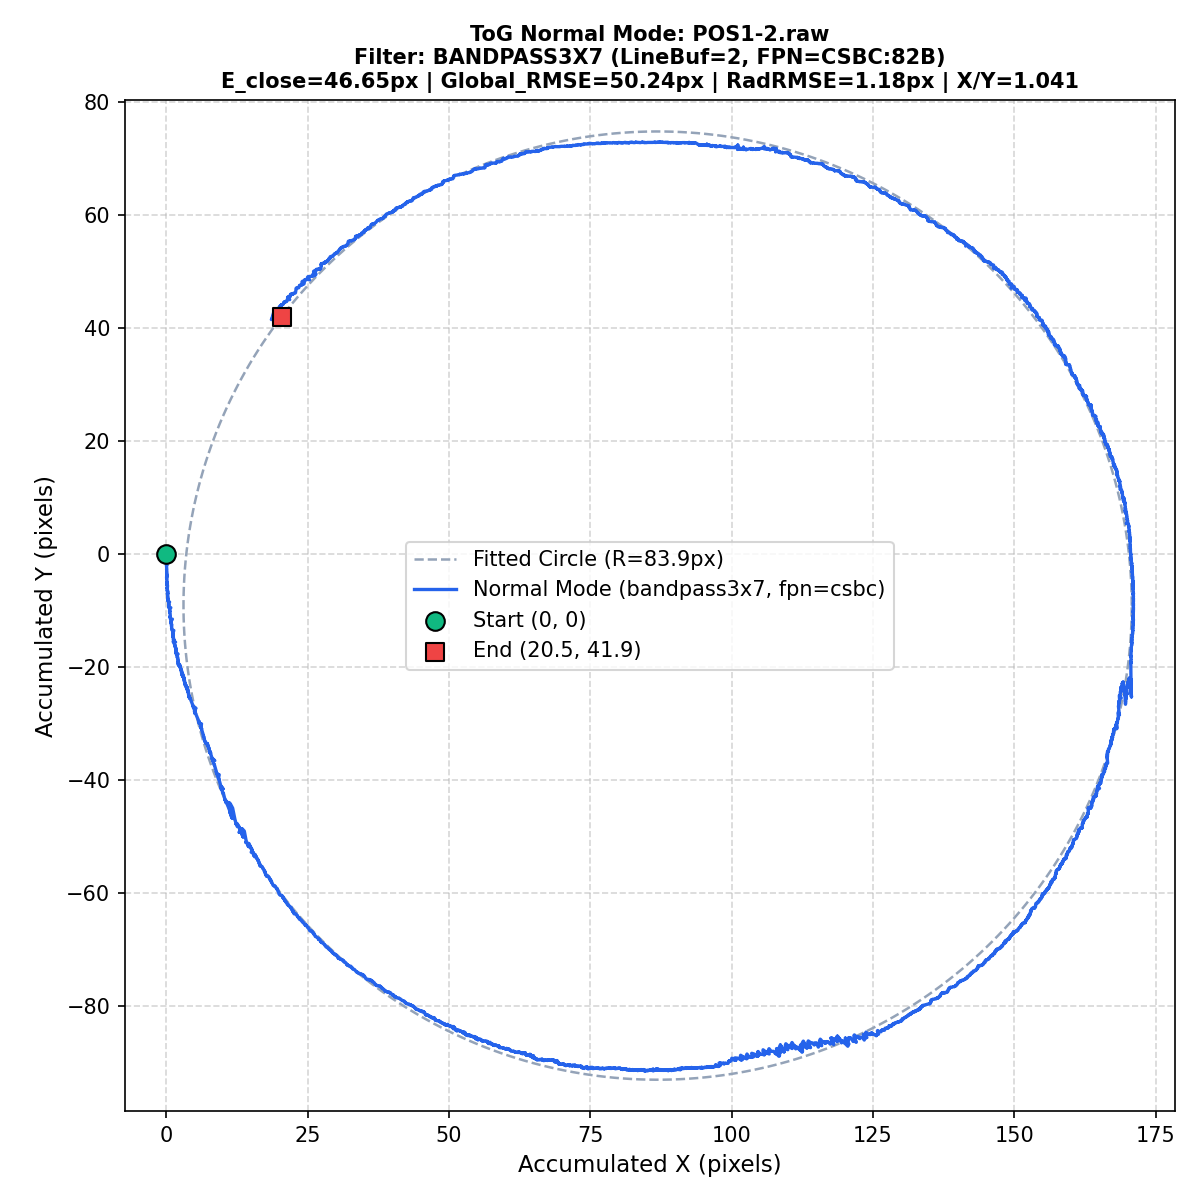 ToG Normal Mode: POS1-2.raw
Filter: BANDPASS3X7 (LineBuf=2, FPN=CSBC:82B)
E_close=46.65px | Global_RMSE=50.24px | RadRMSE=1.18px | X/Y=1.041
80
60
40
20
0
−20
−40
−60
−80
Accumulated Y (pixels)
Fitted Circle (R=83.9px)
Normal Mode (bandpass3x7, fpn=csbc)
Start (0, 0)
End (20.5, 41.9)
0 25 50 75 100 125 150 175
Accumulated X (pixels)